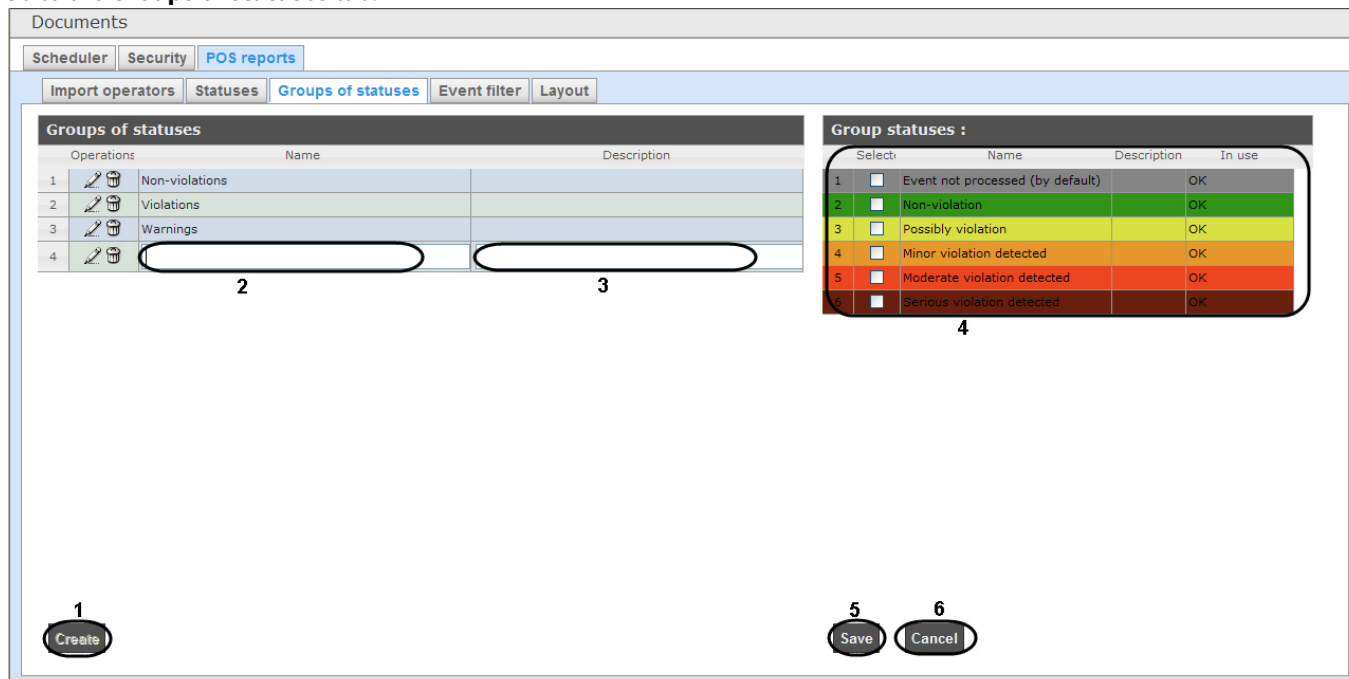 Documents
Scheduler Security POS reports
Import operators Statuses Groups of statuses Event filter Layout
Groups of statuses
Operations Name Description
1 Non-violations
2 Violations
3 Warnings
4
2 3
Group statuses :
Name Description In use
1 Event not processed (by default) OK
2 Non-violation OK
3 Possibly violation OK
4 Minor violation detected OK
5 Moderate violation detected OK
6 Serious violation detected OK
4
1
Create
5 6
Save Cancel